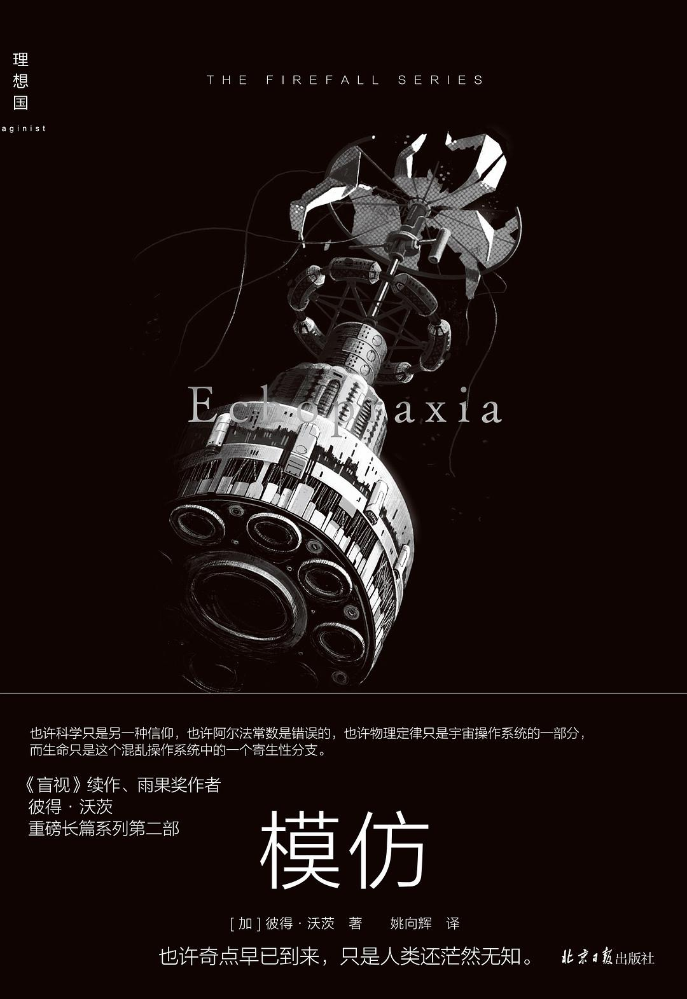 理想国
aginist
THE FIREFALL SERIES
Echopraxia
也许科学只是另一种信仰，也许阿尔法常数是错误的，也许物理定律只是宇宙操作系统的一部分，
而生命只是这个混乱操作系统中的一个寄生性分支。
《盲视》续作、雨果奖作者
彼得·沃茨
重磅长篇系列第二部
模仿
[加]彼得·沃茨 著 姚向辉 译
也许奇点早已到来，只是人类还茫然无知。
北京日报出版社